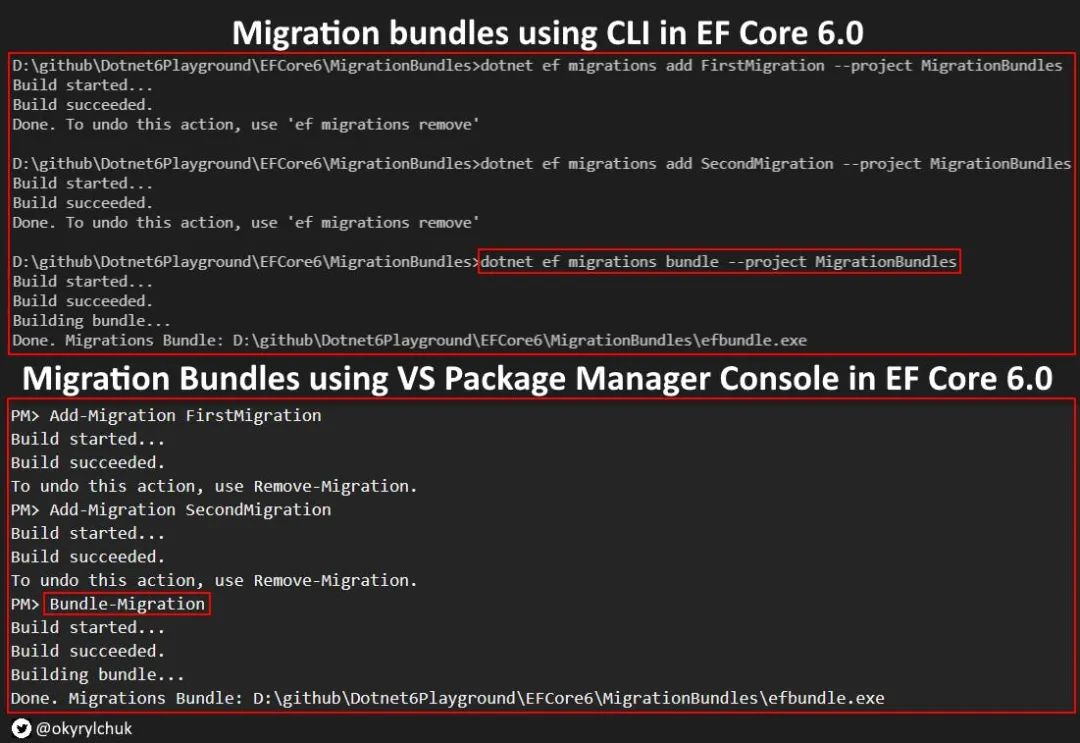 Migration bundles using CLI in EF Core 6.0
D:\github\Dotnet6Playground\EFCore6\MigrationBundles>dotnet ef migrations add FirstMigration --project MigrationBundles
Build started...
Build succeeded.
Done. To undo this action, use 'ef migrations remove'
D:\github\Dotnet6Playground\EFCore6\MigrationBundles>dotnet ef migrations add SecondMigration --project MigrationBundles
Build started...
Build succeeded.
Done. To undo this action, use 'ef migrations remove'
D:\github\Dotnet6Playground\EFCore6\MigrationBundles>dotnet ef migrations bundle --project MigrationBundles
Build started...
Build succeeded.
Building bundle...
Done. Migrations Bundle: D:\github\Dotnet6Playground\EFCore6\MigrationBundles\efbundle.exe
Migration Bundles using VS Package Manager Console in EF Core 6.0
PM> Add-Migration FirstMigration
Build started...
Build succeeded.
To undo this action, use Remove-Migration.
PM> Add-Migration SecondMigration
Build started...
Build succeeded.
To undo this action, use Remove-Migration.
PM> Bundle-Migration
Build started...
Build succeeded.
Building bundle...
Done. Migrations Bundle: D:\github\Dotnet6Playground\EFCore6\MigrationBundles\efbundle.exe
@okyrylchuk